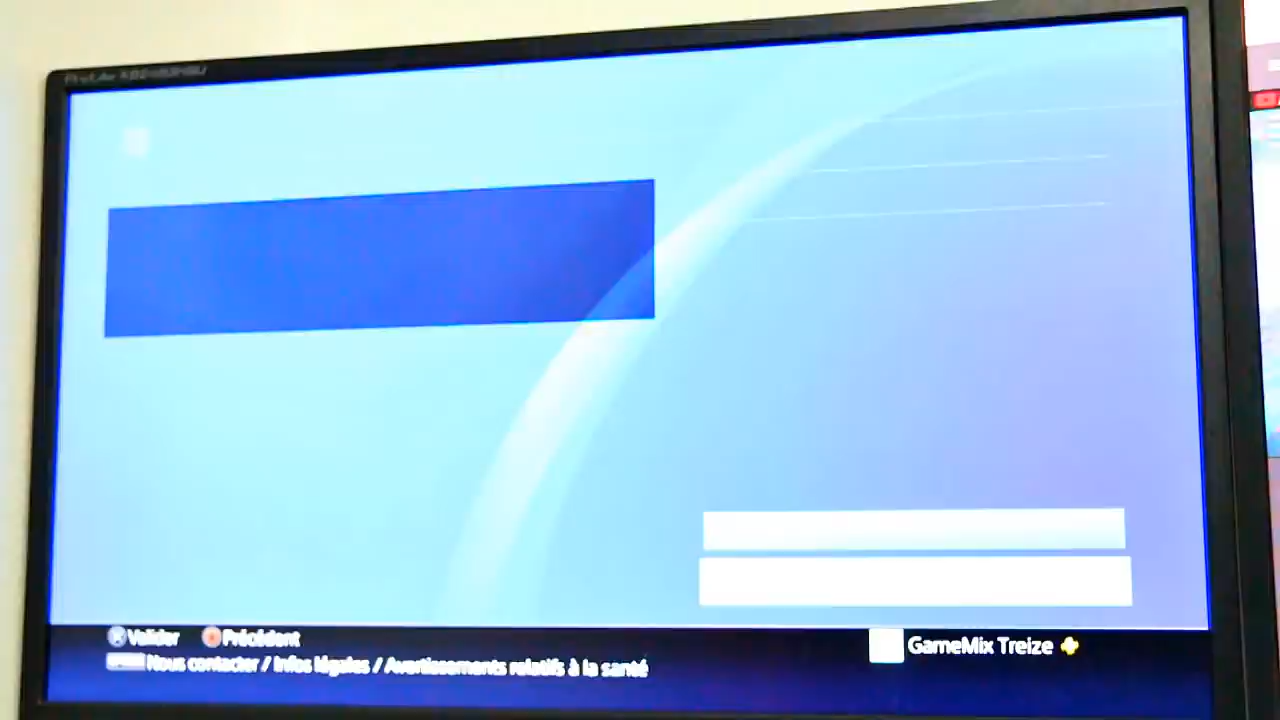 Valider Précédent
Nous contacter / Infos légales / Avertissements relatifs à la santé
GameMix Treize